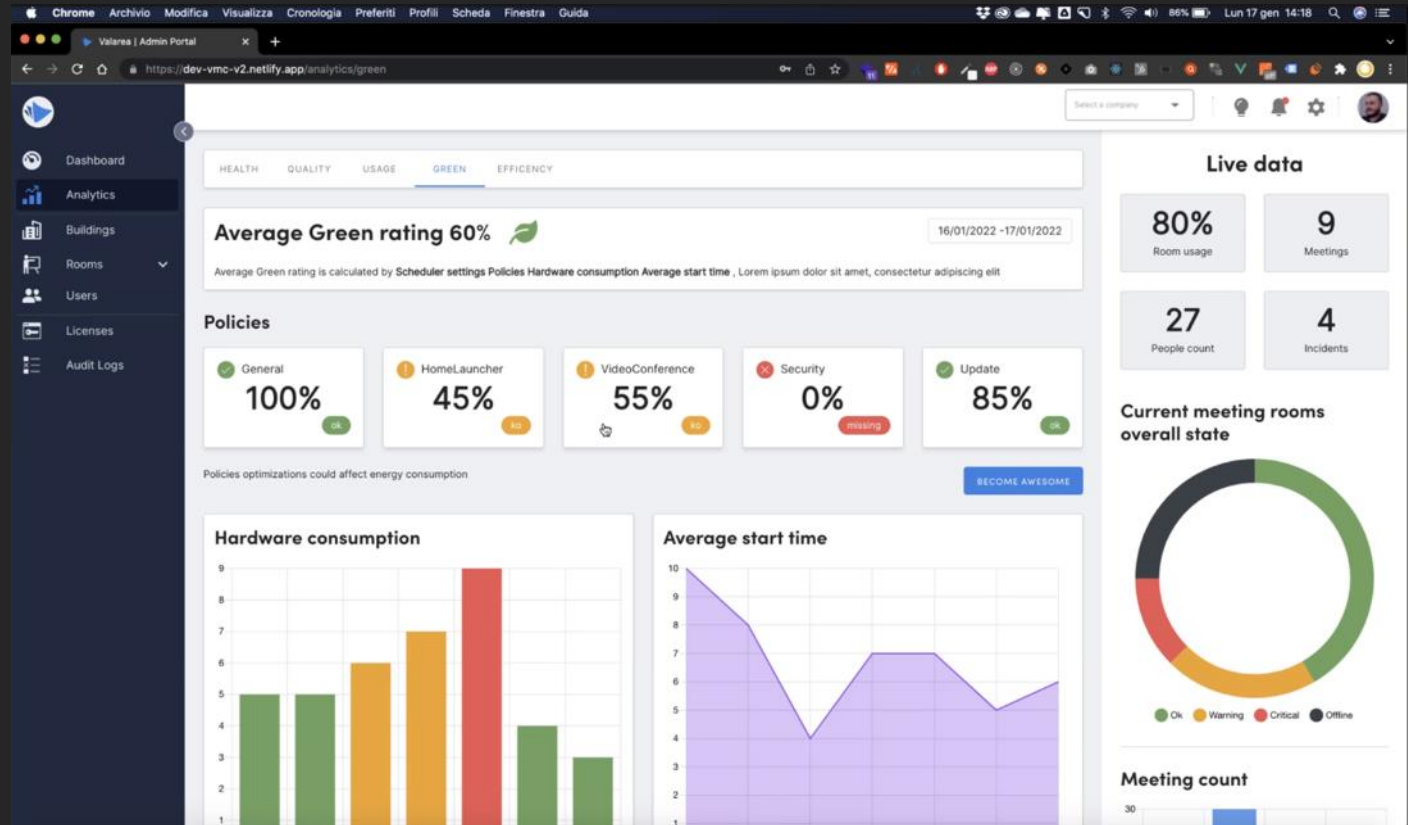 Chrome Archivio Modifica Visualizza Cronologia Preferiti Profili Scheda Finestra Guida
86% Lun 17 gen 14:18
Valarea | Admin Portal
https://dev-vmc-v2.netlify.app/analytics/green
Select a company
Dashboard
Analytics
Buildings
Rooms
Users
Licenses
Audit Logs
HEALTH QUALITY USAGE GREEN EFFICENCY
Average Green rating 60%
16/01/2022 -17/01/2022
Average Green rating is calculated by Scheduler settings Policies Hardware consumption Average start time , Lorem ipsum dolor sit amet, consectetur adipiscing elit
Policies
General
100%
ok
HomeLauncher
45%
ko
VideoConference
55%
ko
Security
0%
missing
Update
85%
ok
Policies optimizations could affect energy consumption
BECOME AWESOME
Hardware consumption
9
8
7
6
5
4
3
2
1
Average start time
10
9
8
7
6
5
4
3
2
1
Live data
80%
Room usage
9
Meetings
27
People count
4
Incidents
Current meeting rooms
overall state
Ok Warning Critical Offline
Meeting count
30